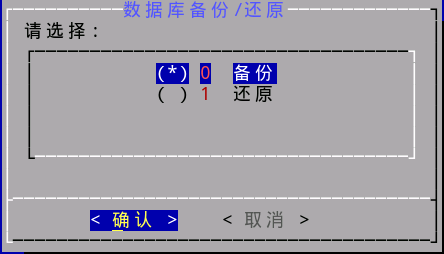 数据库备份/还原
请选择：
(*) 0 备份
( ) 1 还原
< 确认 > < 取消 >